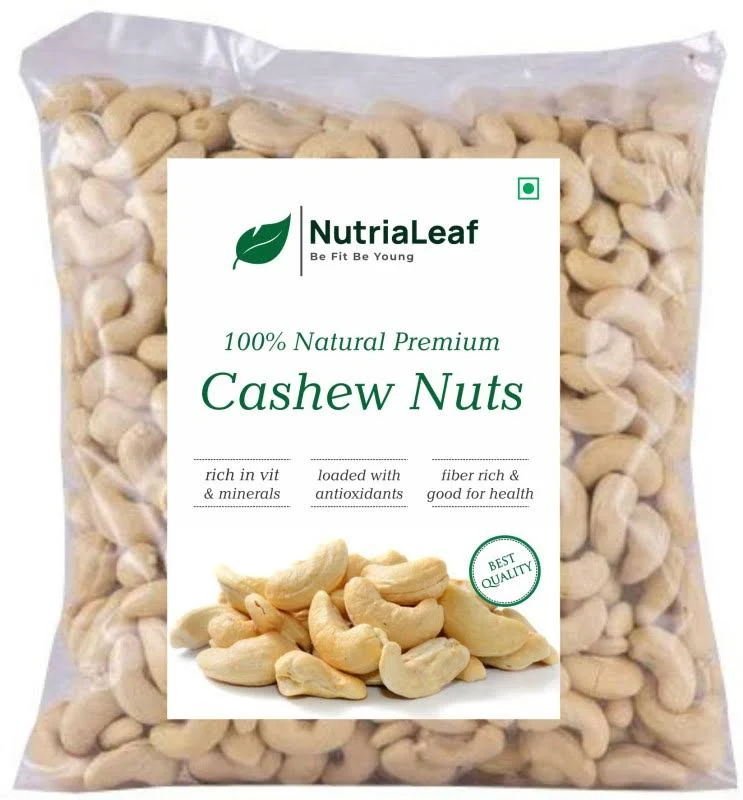 NutriaLeaf
Be Fit Be Young
100% Natural Premium
Cashew Nuts
rich in vit
& minerals
loaded with
antioxidants
fiber rich &
good for health
BEST
QUALITY